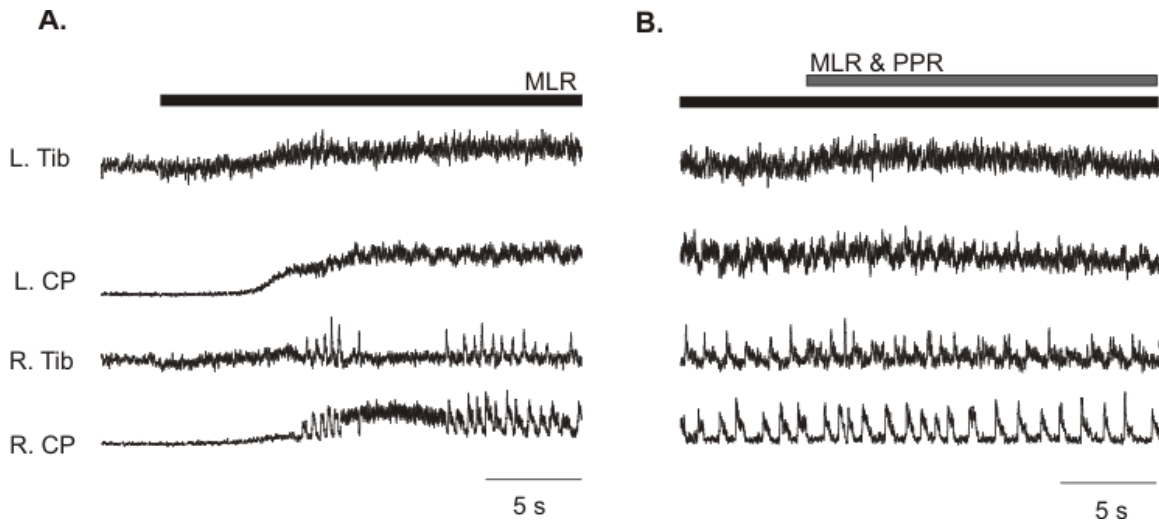 A.
MLR
L. Tib
L. CP
R. Tib
R. CP
5 s
B.
MLR & PPR
5 s